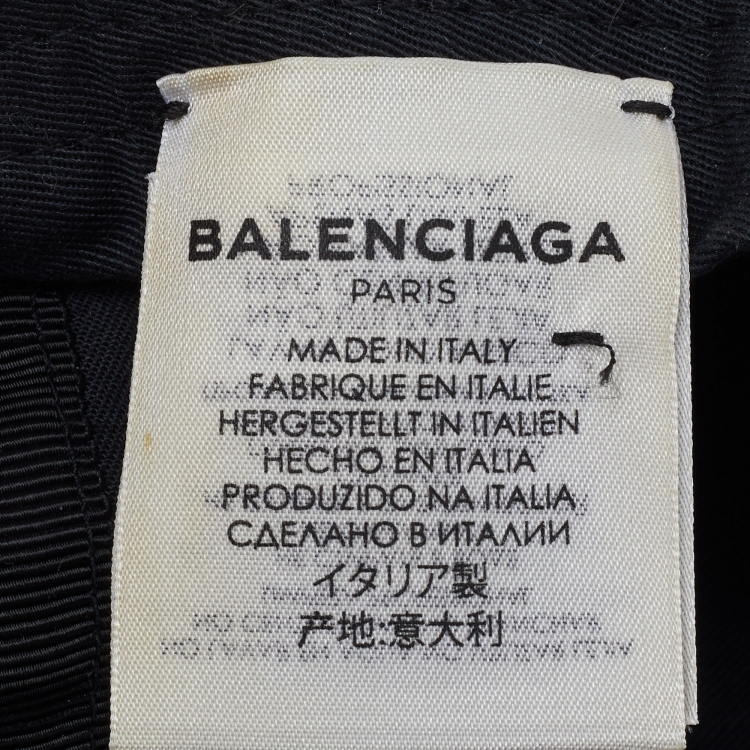 BALENCIAGA
PARIS
MADE IN ITALY
FABRIQUE EN ITALIE
HERGESTELLT IN ITALIEN
HECHO EN ITALIA
PRODUZIDO NA ITALIA
СДЕЛАНО В ИТАЛИИ
イタリア製
产地:意大利